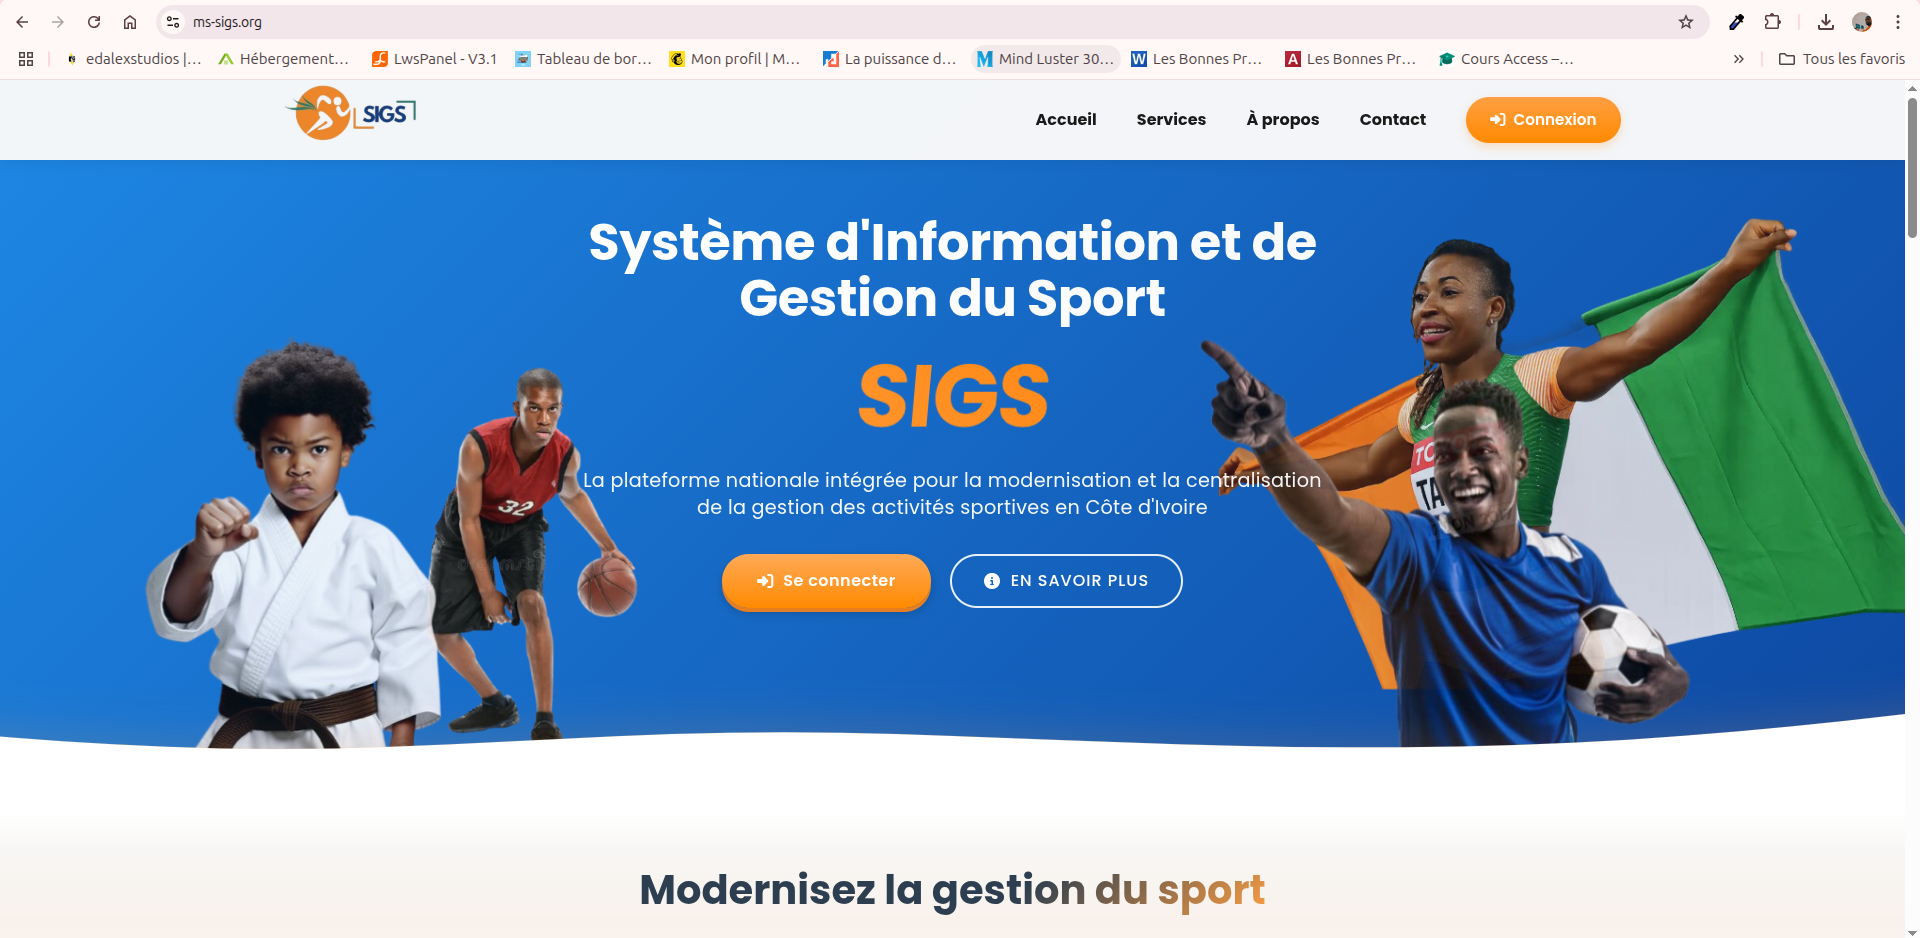 ms-sigs.org
edalexstudios |...
Hébergement...
LwsPanel - V3.1
Tableau de bor...
Mon profil | M...
La puissance d...
Mind Luster 30...
Les Bonnes Pr...
Les Bonnes Pr...
Cours Access –...
»
Tous les favoris
SIGS
Accueil
Services
À propos
Contact
Connexion
Système d'Information et de
Gestion du Sport
SIGS
La plateforme nationale intégrée pour la modernisation et la centralisation
de la gestion des activités sportives en Côte d'Ivoire
Se connecter
EN SAVOIR PLUS
32
TO
TA
Modernisez la gestion du sport